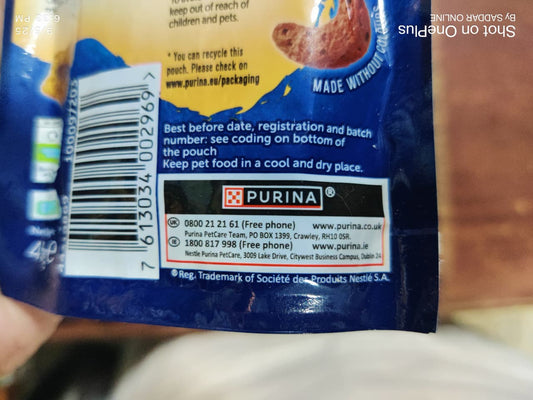 keep out of reach of
children and pets.
* You can recycle this
pouch. Please check on
www.purina.eu/packaging
MADE WITHOUT
Best before date, registration and batch
number: see coding on bottom of
the pouch
Keep pet food in a cool and dry place.
PURINA®
UK 0800 21 21 61 (Free phone) www.purina.co.uk
Purina PetCare Team, PO BOX 1399, Crawley, RH10 0SR.
IE 1800 817 998 (Free phone) www.purina.ie
Nestle Purina PetCare, 3009 Lake Drive, Citywest Business Campus, Dublin 24
®Reg. Trademark of Société des Produits Nestlé S.A.
7 613034 002969 >
Shot on OnePlus
By SADAR ONLINE